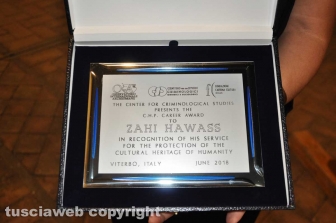 THE CENTER FOR CRIMINOLOGICAL STUDIES
PRESENTS THE
C.H.P. CAREER AWARD
TO
ZAHI HAWASS
IN RECOGNITION OF HIS SERVICE
FOR THE PROTECTION OF THE
CULTURAL HERITAGE OF HUMANITY
VITERBO, ITALY JUNE 2018
tusciaweb copyright